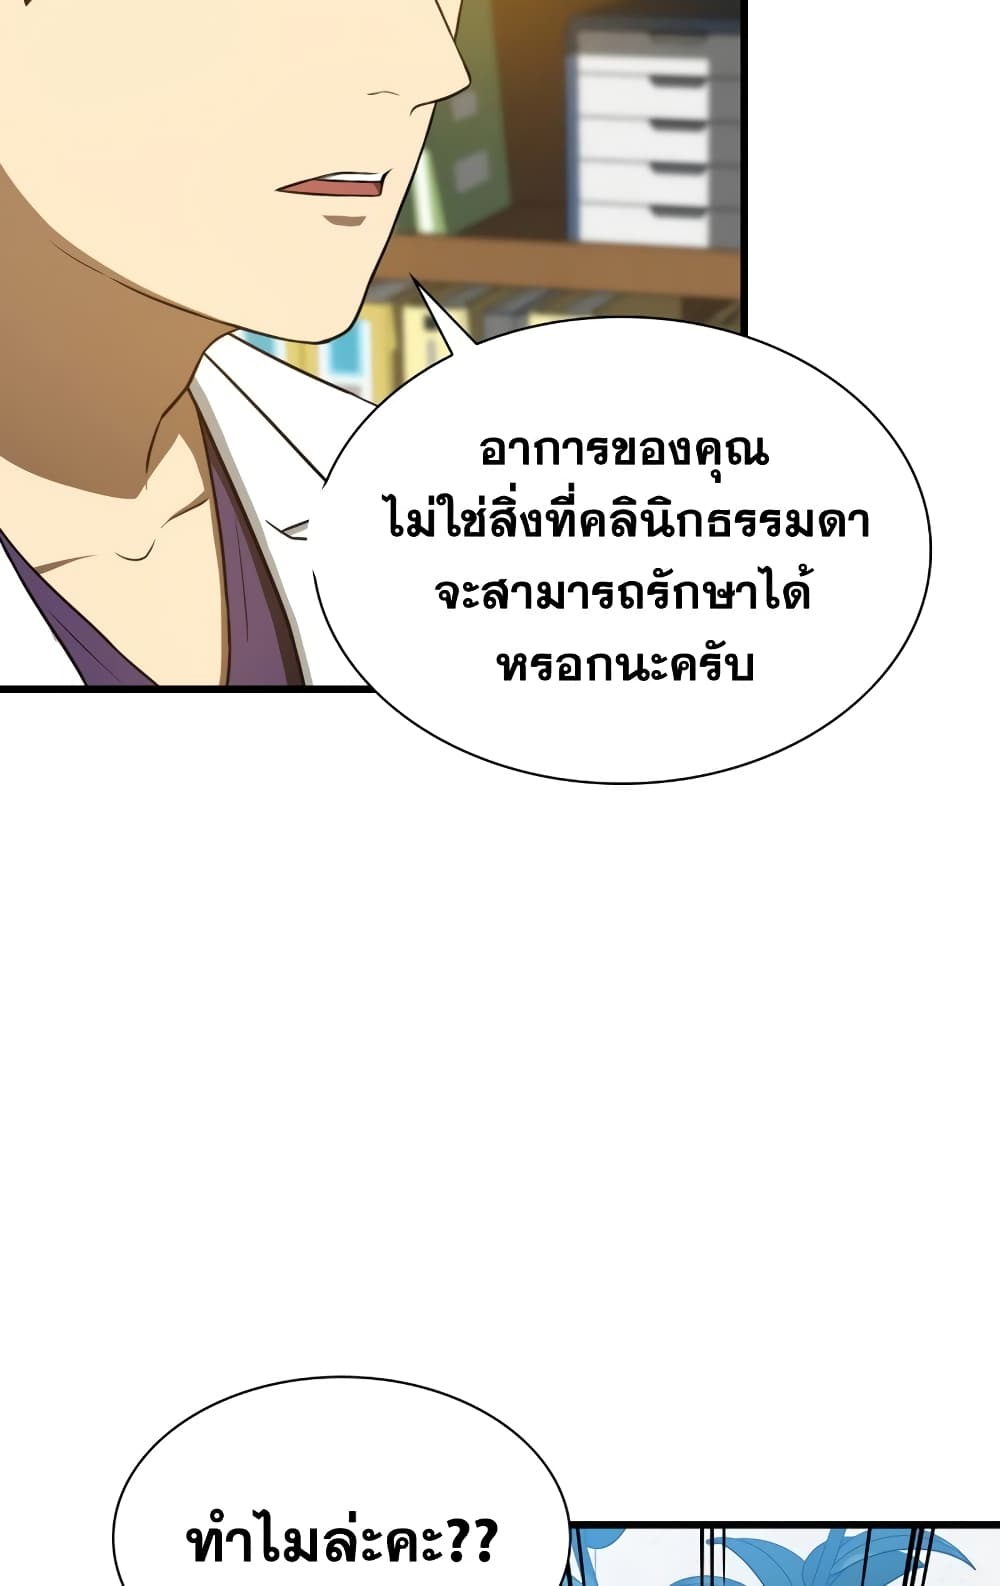 อาการของคุณ
ไม่ใช่สิ่งที่คลินิกธรรมดา
จะสามารถรักษาได้
หรอกนะครับ
ทำไมล่ะคะ??